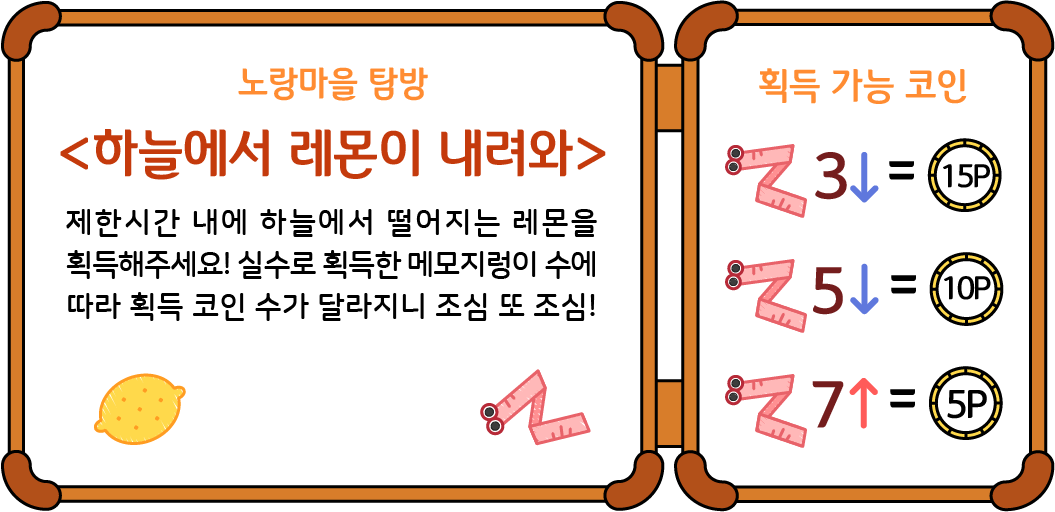 노랑마을 탐방
<하늘에서 레몬이 내려와>
제한시간 내에 하늘에서 떨어지는 레몬을
획득해주세요! 실수로 획득한 메모지렁이 수에
따라 획득 코인 수가 달라지니 조심 또 조심!
획득 가능 코인
3↓ = 15P
5↓ = 10P
7↑ = 5P